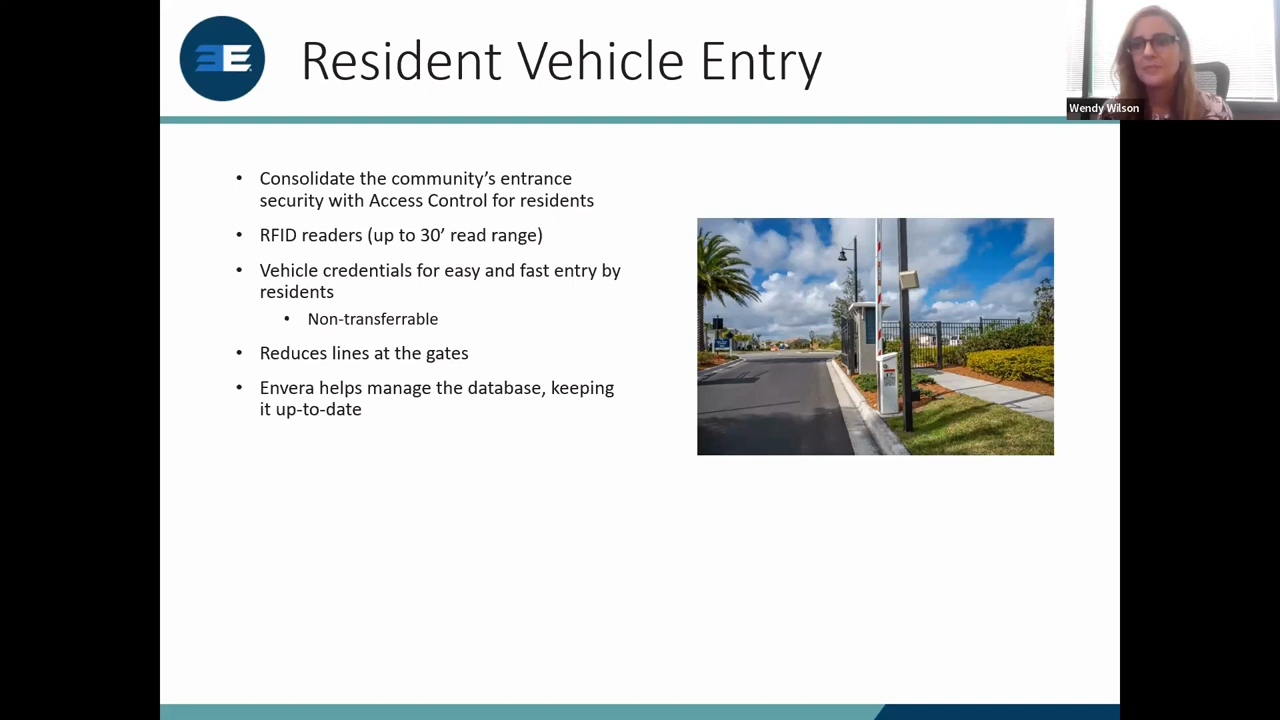 Resident Vehicle Entry
Wendy Wilson
• Consolidate the community’s entrance
security with Access Control for residents
• RFID readers (up to 30’ read range)
• Vehicle credentials for easy and fast entry by
residents
• Non-transferrable
• Reduces lines at the gates
• Envera helps manage the database, keeping
it up-to-date